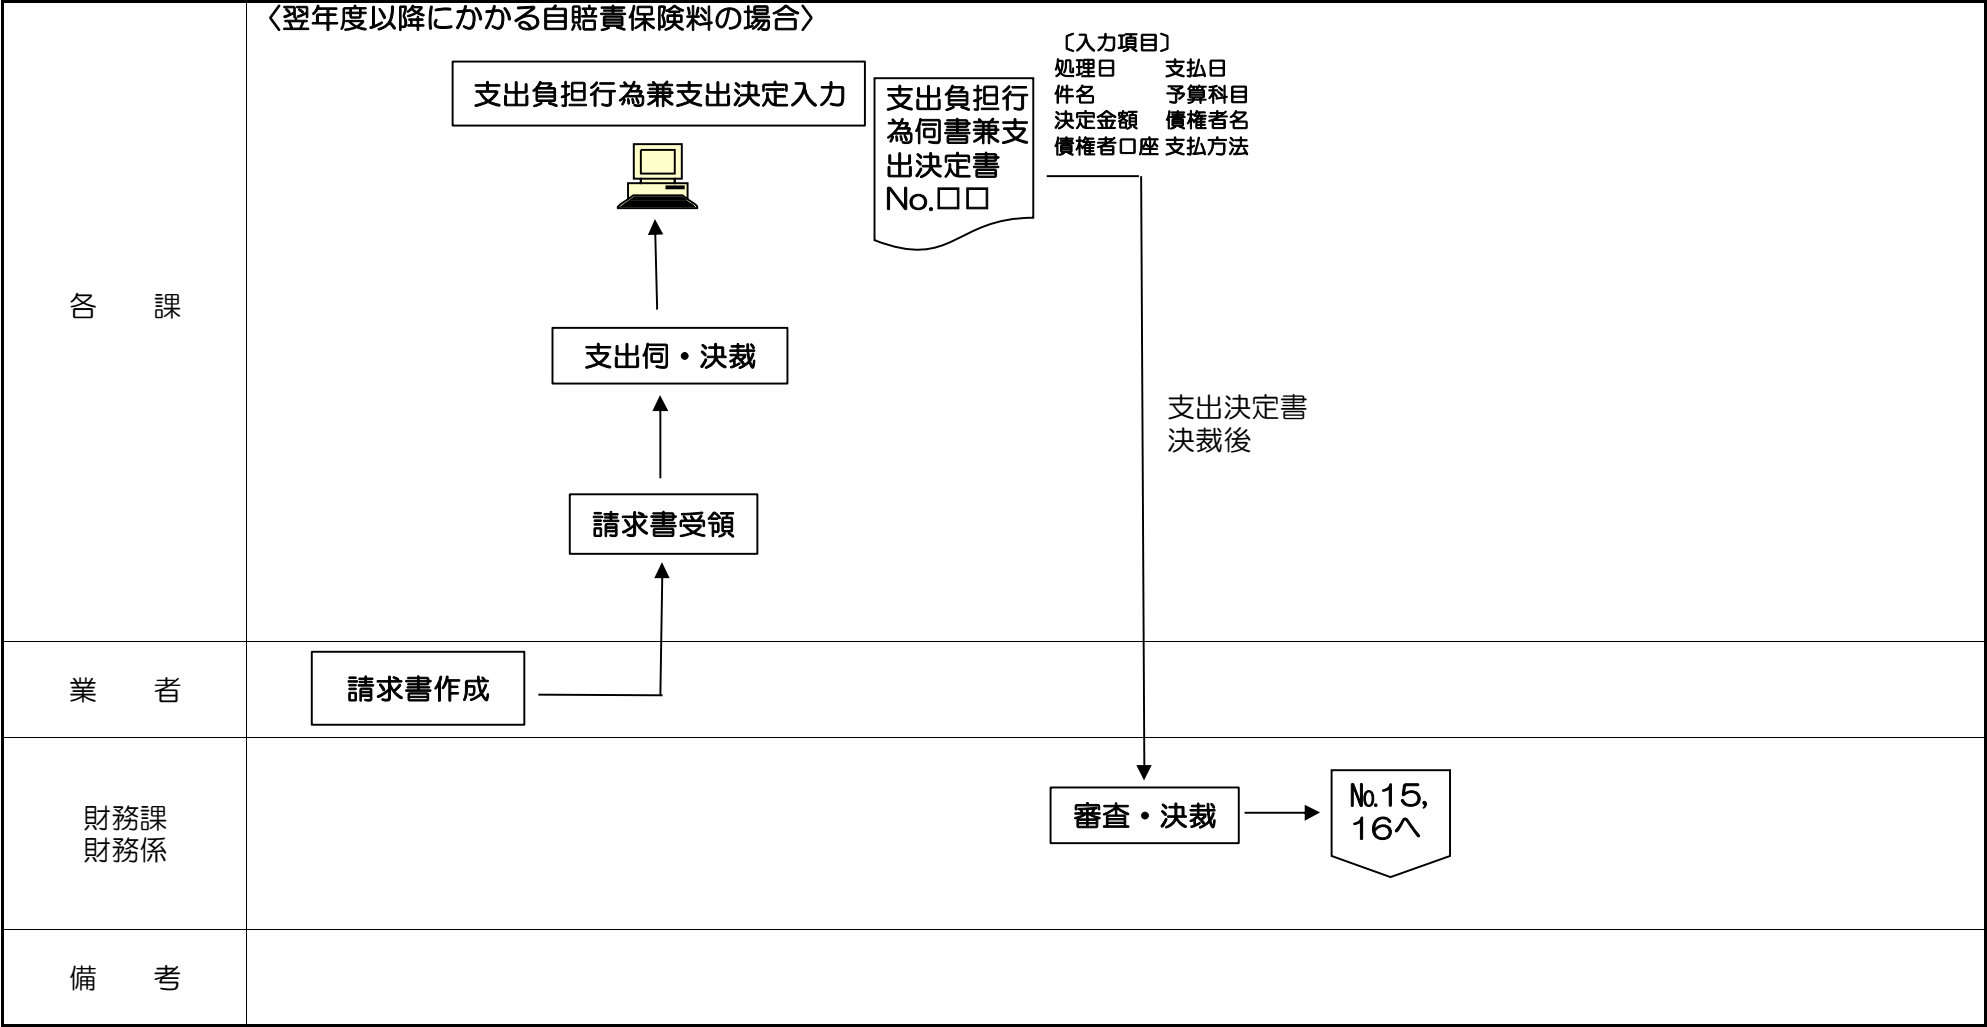 〈翌年度以降にかかる自賠責保険料の場合〉
〔入力項目〕
処理日　　支払日
件名　　　予算科目
決定金額　債権者名
債権者口座 支払方法
支出負担行為兼支出決定入力
支出負担行
為伺書兼支
出決定書
No.□□
各　　課
支出伺・決裁
支出決定書
決裁後
請求書受領
業　　者
請求書作成
財務課
財務係
審査・決裁
№15,
16へ
備　　考